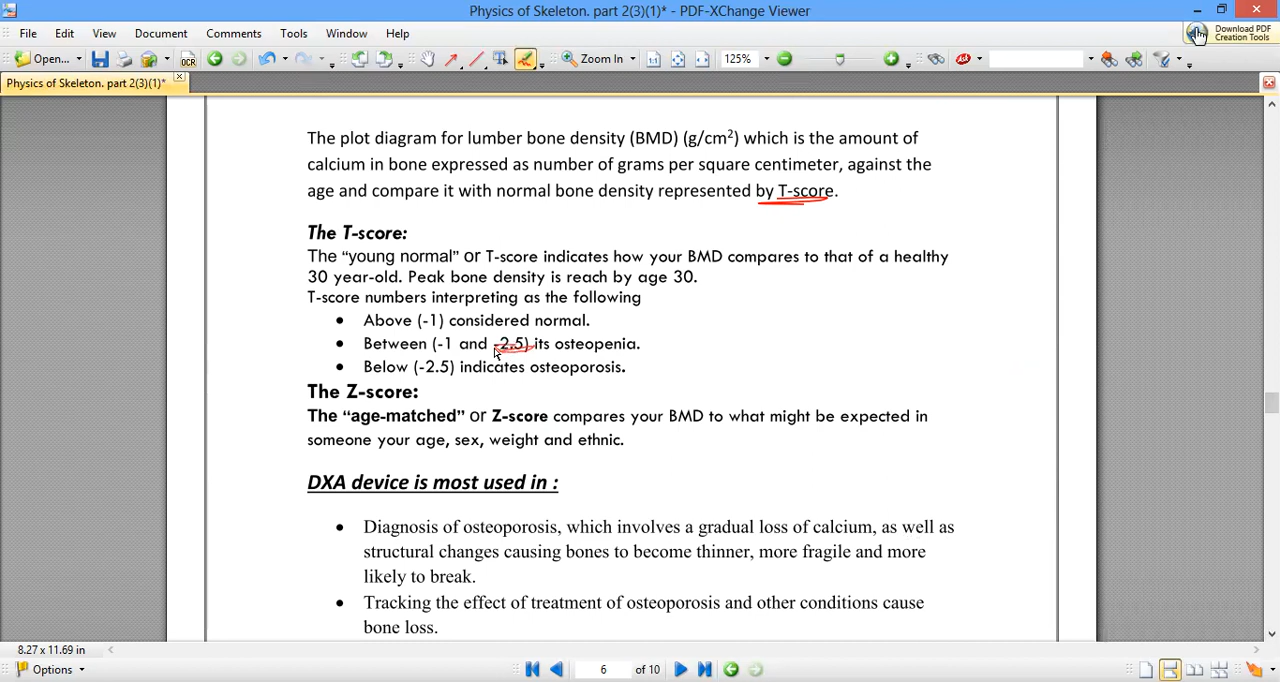 Physics of Skeleton. part 2(3)(1)* - PDF-XChange Viewer
File Edit View Document Comments Tools Window Help
Download PDF
Creation Tools
Open... OCR Zoom In 125%
Physics of Skeleton. part 2(3)(1)*
The plot diagram for lumber bone density (BMD) (g/cm²) which is the amount of
calcium in bone expressed as number of grams per square centimeter, against the
age and compare it with normal bone density represented by T-score.
The T-score:
The “young normal” or T-score indicates how your BMD compares to that of a healthy
30 year-old. Peak bone density is reach by age 30.
T-score numbers interpreting as the following
• Above (-1) considered normal.
• Between (-1 and -2.5) its osteopenia.
• Below (-2.5) indicates osteoporosis.
The Z-score:
The “age-matched” or Z-score compares your BMD to what might be expected in
someone your age, sex, weight and ethnic.
DXA device is most used in :
• Diagnosis of osteoporosis, which involves a gradual loss of calcium, as well as
structural changes causing bones to become thinner, more fragile and more
likely to break.
• Tracking the effect of treatment of osteoporosis and other conditions cause
bone loss.
8.27 x 11.69 in
Options 6 of 10